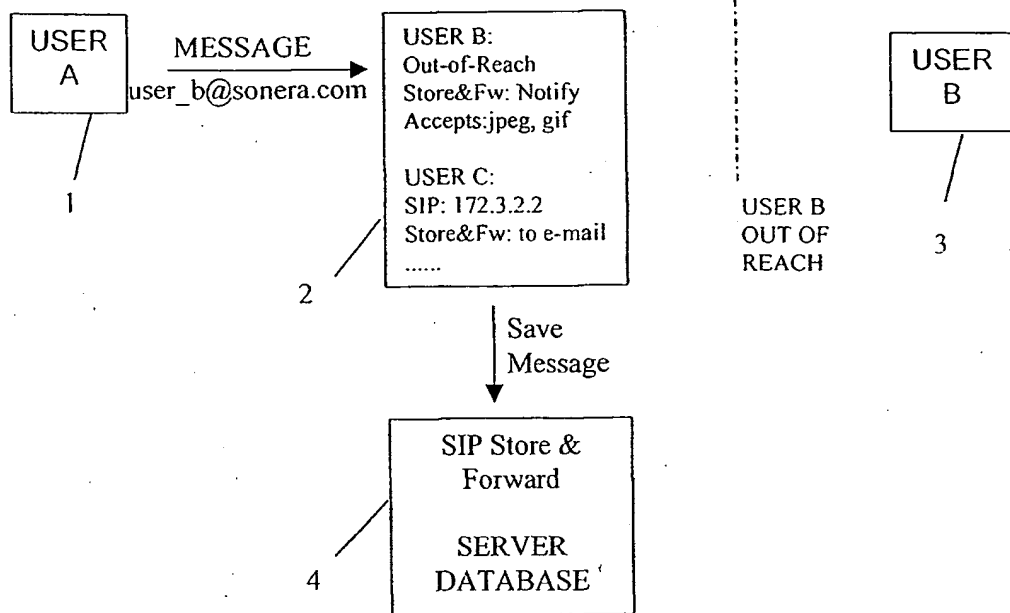 USER
A
MESSAGE
user_b@sonera.com
1
USER B:
Out-of-Reach
Store&Fw: Notify
Accepts:jpeg, gif
USER C:
SIP: 172.3.2.2
Store&Fw: to e-mail
......
2
USER B
OUT OF
REACH
USER
B
3
Save
Message
SIP Store &
Forward
SERVER
DATABASE
4